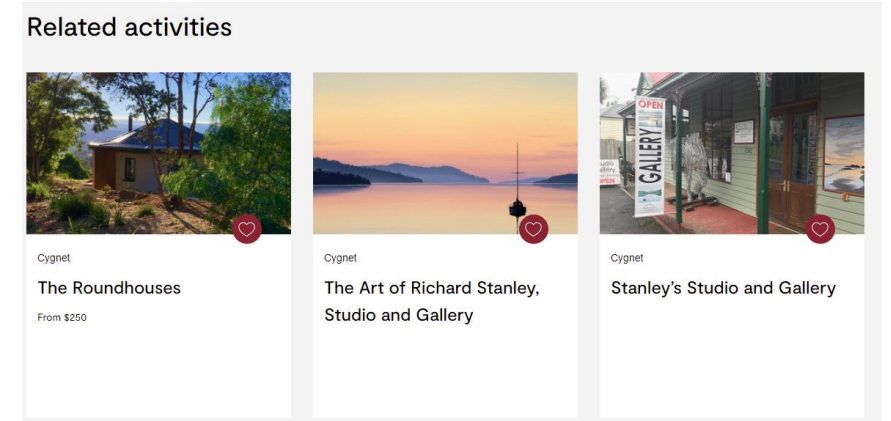 Related activities
OPEN
GALLERY
Cygnet
The Roundhouses
From $250
Cygnet
The Art of Richard Stanley,
Studio and Gallery
Cygnet
Stanley’s Studio and Gallery